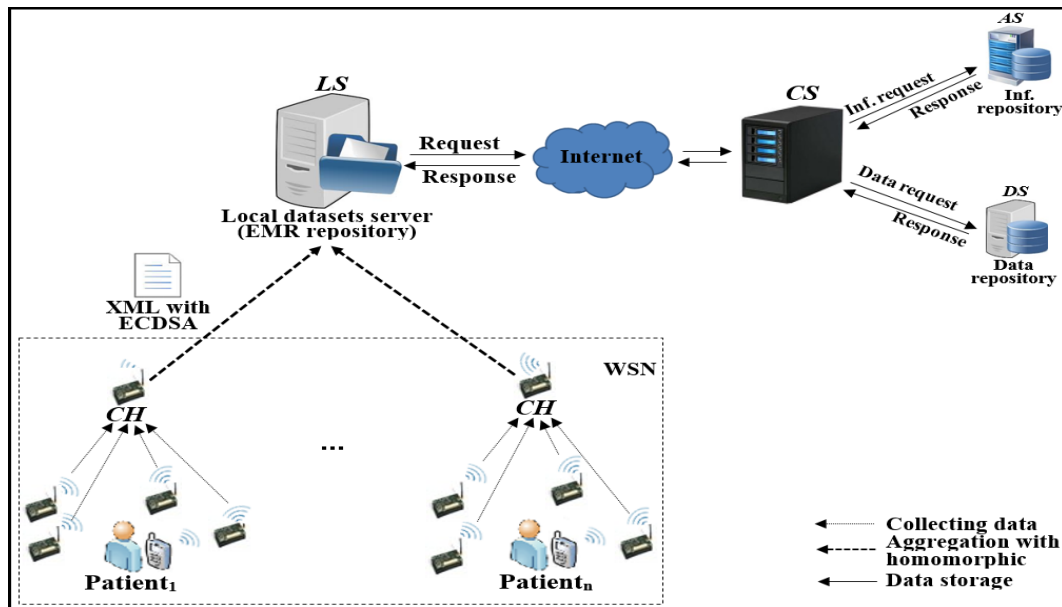 AS
LS
CS
Inf. request
Response
Inf.
repository
Request
Response
Internet
Data request
Response
DS
Data
repository
Local datasets server
(EMR repository)
XML with
ECDSA
WSN
CH
CH
...
Patient1
Patientn
Collecting data
Aggregation with
homomorphic
Data storage